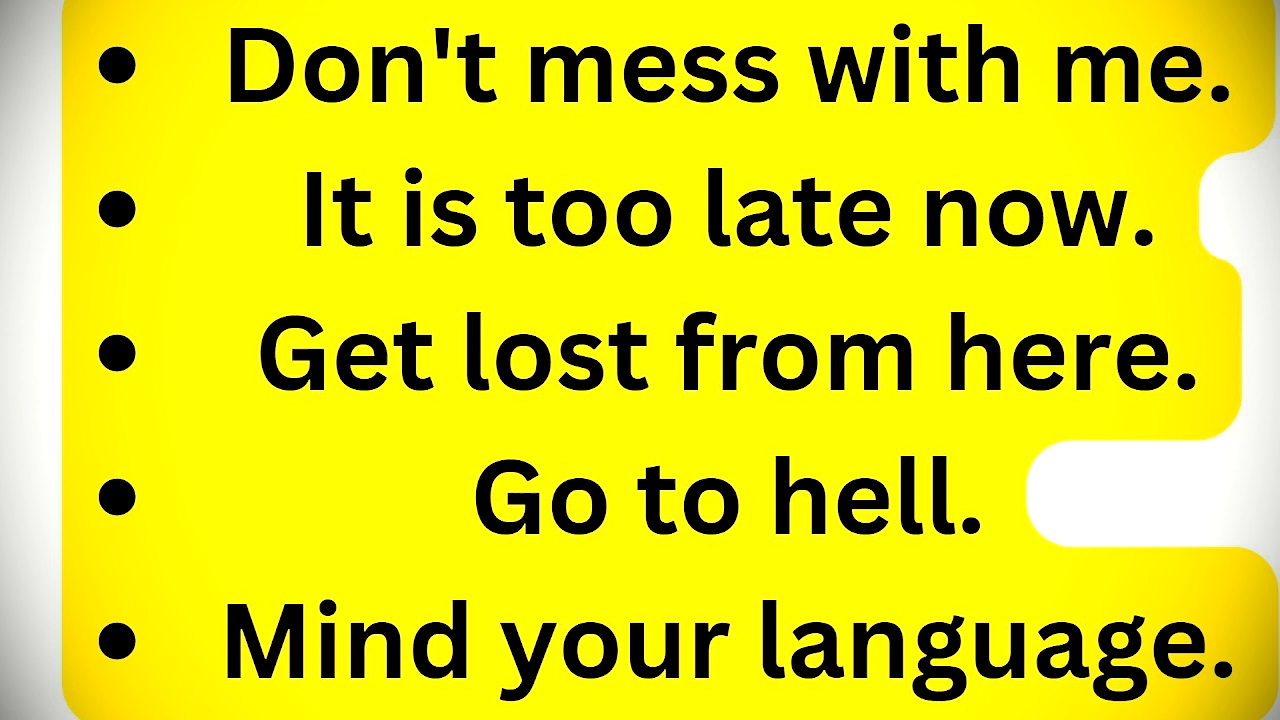 • Don't mess with me.
• It is too late now.
• Get lost from here.
• Go to hell.
• Mind your language.